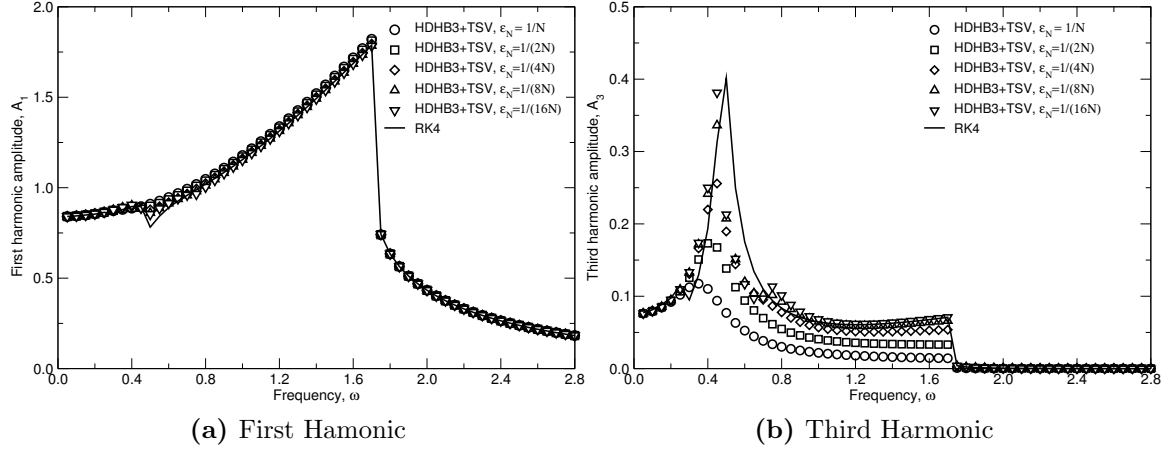 2.0
1.5
1.0
0.5
0.0
First harmonic amplitude, A1
0.0 0.4 0.8 1.2 1.6 2.0 2.4 2.8
Frequency, ω
HDHB3+TSV, εN = 1/N
HDHB3+TSV, εN=1/(2N)
HDHB3+TSV, εN=1/(4N)
HDHB3+TSV, εN=1/(8N)
HDHB3+TSV, εN=1/(16N)
RK4
(a) First Hamonic
0.5
0.4
0.3
0.2
0.1
0.0
Third harmonic amplitude, A3
0.0 0.4 0.8 1.2 1.6 2.0 2.4 2.8
Frequency, ω
HDHB3+TSV, εN = 1/N
HDHB3+TSV, εN=1/(2N)
HDHB3+TSV, εN=1/(4N)
HDHB3+TSV, εN=1/(8N)
HDHB3+TSV, εN=1/(16N)
RK4
(b) Third Harmonic